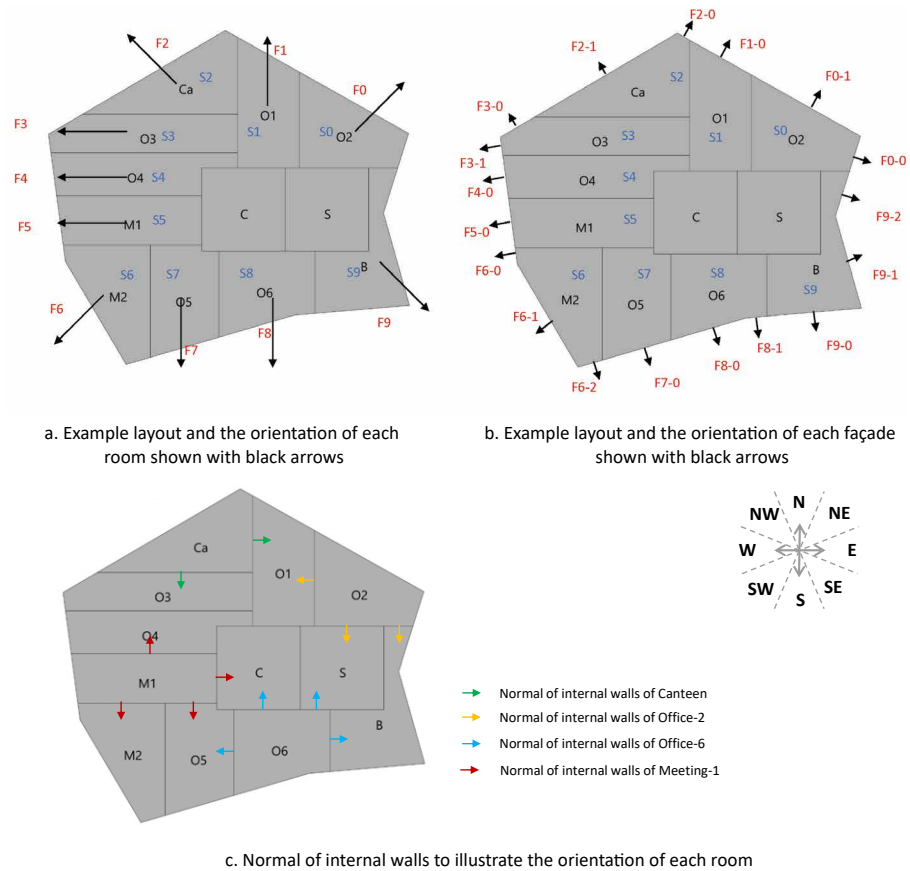 F2
F1
S2
Ca
F0
O1
F3
O3 S3
S1
S0
O2
F4
O4 S4
F5
M1 S5
C
S
S6
S7
S8
S9 B
M2
O5
O6
F6
F7
F8
F9
a. Example layout and the orientation of each
room shown with black arrows
F2-0
F1-0
F2-1
S2
F0-1
Ca
F3-0
O1
S0
O3 S3
S1
O2
F3-1
F0-0
F4-0
O4 S4
F9-2
F5-0
M1 S5
C
S
F6-0
S6
S7
S8
B
F9-1
M2
O5
O6
S9
F6-1
F8-1
F9-0
F8-0
F6-2
F7-0
b. Example layout and the orientation of each façade
shown with black arrows
Ca
O1
O3
O2
O4
M1
C
S
B
M2
O5
O6
N
NW
NE
W
E
SW
SE
S
Normal of internal walls of Canteen
Normal of internal walls of Office-2
Normal of internal walls of Office-6
Normal of internal walls of Meeting-1
c. Normal of internal walls to illustrate the orientation of each room